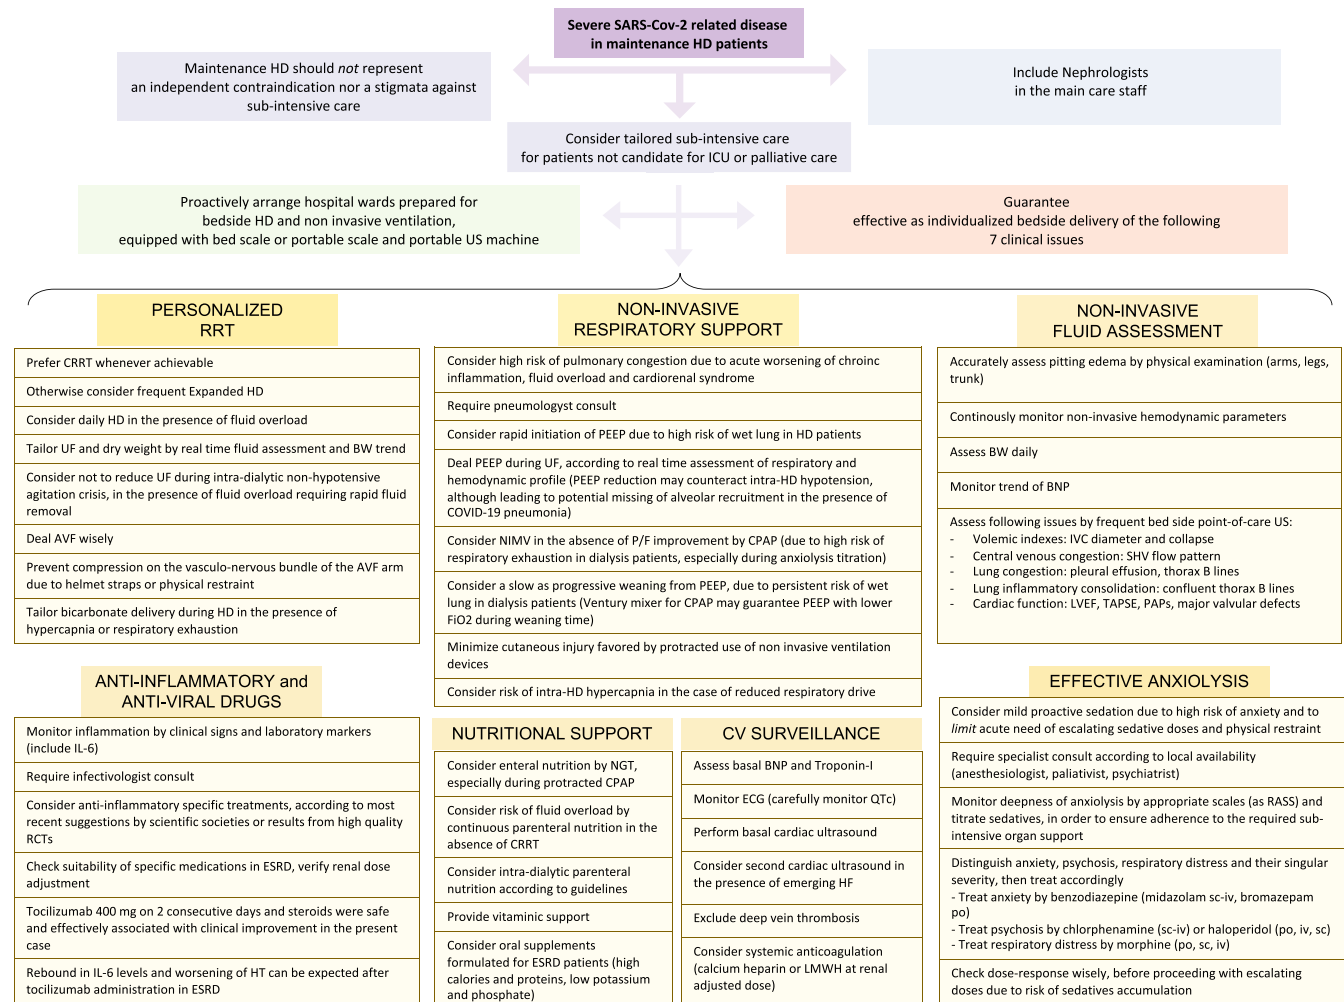 Severe SARS-Cov-2 related disease
in maintenance HD patients
Maintenance HD should not represent
an independent contraindication nor a stigmata against
sub-intensive care
Include Nephrologists
in the main care staff
Consider tailored sub-intensive care
for patients not candidate for ICU or palliative care
Proactively arrange hospital wards prepared for
bedside HD and non invasive ventilation,
equipped with bed scale or portable scale and portable US machine
Guarantee
effective as individualized bedside delivery of the following
7 clinical issues
PERSONALIZED
RRT
Prefer CRRT whenever achievable
Otherwise consider frequent Expanded HD
Consider daily HD in the presence of fluid overload
Tailor UF and dry weight by real time fluid assessment and BW trend
Consider not to reduce UF during intra-dialytic non-hypotensive
agitation crisis, in the presence of fluid overload requiring rapid fluid
removal
Deal AVF wisely
Prevent compression on the vasculo-nervous bundle of the AVF arm
due to helmet straps or physical restraint
Tailor bicarbonate delivery during HD in the presence of
hypercapnia or respiratory exhaustion
NON-INVASIVE
RESPIRATORY SUPPORT
Consider high risk of pulmonary congestion due to acute worsening of chroinc
inflammation, fluid overload and cardiorenal syndrome
Require pneumologyst consult
Consider rapid initiation of PEEP due to high risk of wet lung in HD patients
Deal PEEP during UF, according to real time assessment of respiratory and
hemodynamic profile (PEEP reduction may counteract intra-HD hypotension,
although leading to potential missing of alveolar recruitment in the presence of
COVID-19 pneumonia)
Consider NIMV in the absence of P/F improvement by CPAP (due to high risk of
respiratory exhaustion in dialysis patients, especially during anxiolysis titration)
Consider a slow as progressive weaning from PEEP, due to persistent risk of wet
lung in dialysis patients (Ventury mixer for CPAP may guarantee PEEP with lower
FiO2 during weaning time)
Minimize cutaneous injury favored by protracted use of non invasive ventilation
devices
Consider risk of intra-HD hypercapnia in the case of reduced respiratory drive
NON-INVASIVE
FLUID ASSESSMENT
Accurately assess pitting edema by physical examination (arms, legs,
trunk)
Continously monitor non-invasive hemodynamic parameters
Assess BW daily
Monitor trend of BNP
Assess following issues by frequent bed side point-of-care US:
- Volemic indexes: IVC diameter and collapse
- Central venous congestion: SHV flow pattern
- Lung congestion: pleural effusion, thorax B lines
- Lung inflammatory consolidation: confluent thorax B lines
- Cardiac function: LVEF, TAPSE, PAPs, major valvular defects
ANTI-INFLAMMATORY and
ANTI-VIRAL DRUGS
Monitor inflammation by clinical signs and laboratory markers
(include IL-6)
Require infectivologist consult
Consider anti-inflammatory specific treatments, according to most
recent suggestions by scientific societies or results from high quality
RCTs
Check suitability of specific medications in ESRD, verify renal dose
adjustment
Tocilizumab 400 mg on 2 consecutive days and steroids were safe
and effectively associated with clinical improvement in the present
case
Rebound in IL-6 levels and worsening of HT can be expected after
tocilizumab administration in ESRD
NUTRITIONAL SUPPORT
Consider enteral nutrition by NGT,
especially during protracted CPAP
Consider risk of fluid overload by
continuous parenteral nutrition in the
absence of CRRT
Consider intra-dialytic parenteral
nutrition according to guidelines
Provide vitaminic support
Consider oral supplements
formulated for ESRD patients (high
calories and proteins, low potassium
and phosphate)
CV SURVEILLANCE
Assess basal BNP and Troponin-I
Monitor ECG (carefully monitor QTc)
Perform basal cardiac ultrasound
Consider second cardiac ultrasound in
the presence of emerging HF
Exclude deep vein thrombosis
Consider systemic anticoagulation
(calcium heparin or LMWH at renal
adjusted dose)
EFFECTIVE ANXIOLYSIS
Consider mild proactive sedation due to high risk of anxiety and to
limit acute need of escalating sedative doses and physical restraint
Require specialist consult according to local availability
(anesthesiologist, paliativist, psychiatrist)
Monitor deepness of anxiolysis by appropriate scales (as RASS) and
titrate sedatives, in order to ensure adherence to the required sub-
intensive organ support
Distinguish anxiety, psychosis, respiratory distress and their singular
severity, then treat accordingly
- Treat anxiety by benzodiazepine (midazolam sc-iv, bromazepam
po)
- Treat psychosis by chlorphenamine (sc-iv) or haloperidol (po, iv, sc)
- Treat respiratory distress by morphine (po, sc, iv)
Check dose-response wisely, before proceeding with escalating
doses due to risk of sedatives accumulation